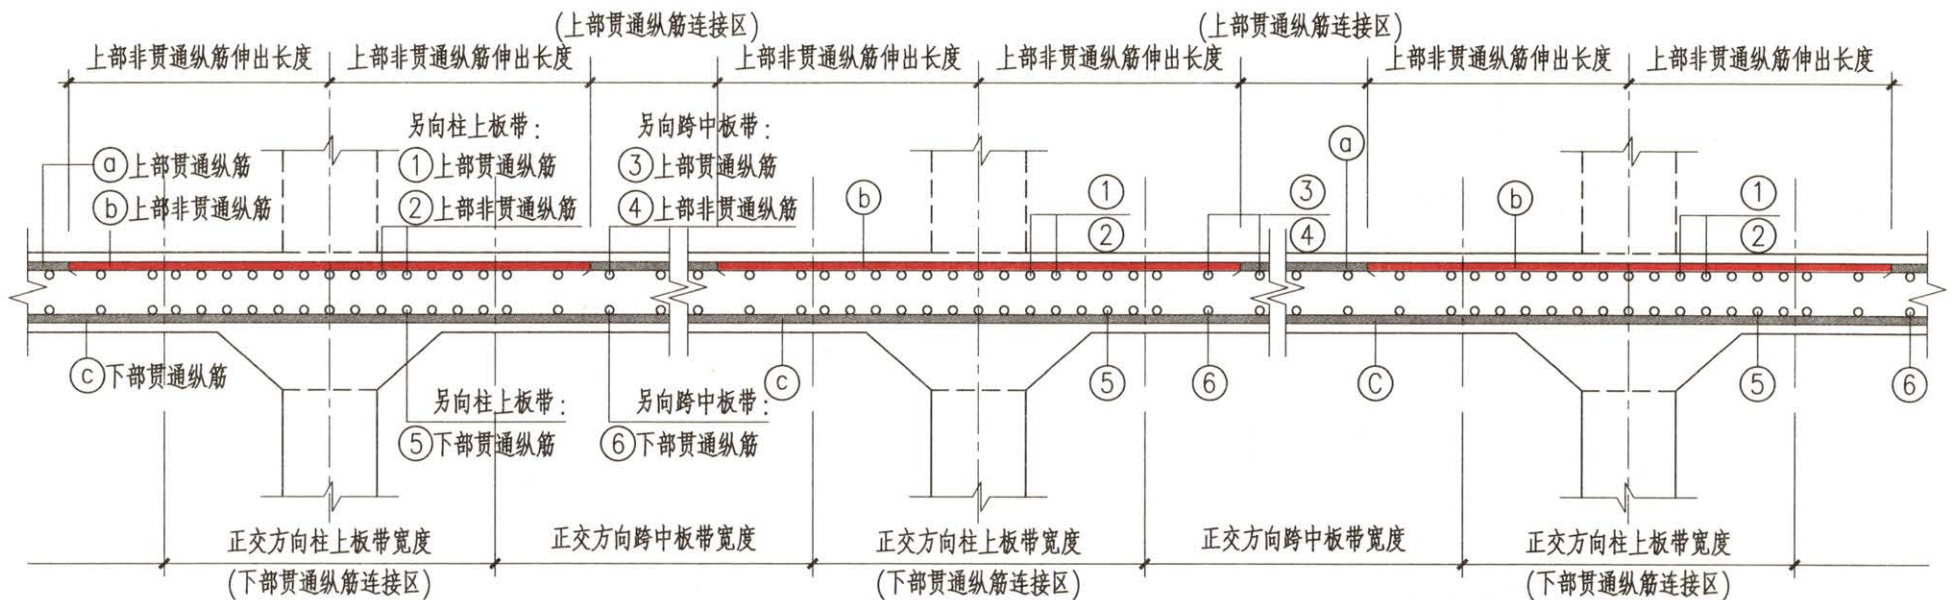 (上部贯通纵筋连接区)
(上部贯通纵筋连接区)
上部非贯通纵筋伸出长度
上部非贯通纵筋伸出长度
上部非贯通纵筋伸出长度
上部非贯通纵筋伸出长度
上部非贯通纵筋伸出长度
上部非贯通纵筋伸出长度
另向柱上板带:
另向跨中板带:
ⓐ上部贯通纵筋
①上部贯通纵筋
③上部贯通纵筋
ⓐ
ⓑ上部非贯通纵筋
②上部非贯通纵筋
④上部非贯通纵筋
ⓑ
①
②
③
④
ⓑ
①
②
ⓒ下部贯通纵筋
ⓒ
⑤
⑥
Ⓒ
⑤
⑥
另向柱上板带:
另向跨中板带:
⑤下部贯通纵筋
⑥下部贯通纵筋
正交方向柱上板带宽度
正交方向跨中板带宽度
正交方向柱上板带宽度
正交方向跨中板带宽度
正交方向柱上板带宽度
(下部贯通纵筋连接区)
(下部贯通纵筋连接区)
(下部贯通纵筋连接区)